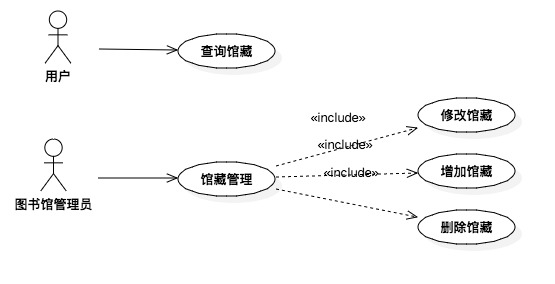 查询馆藏
用户
«include»
修改馆藏
«include»
«include»
增加馆藏
馆藏管理
图书馆管理员
删除馆藏